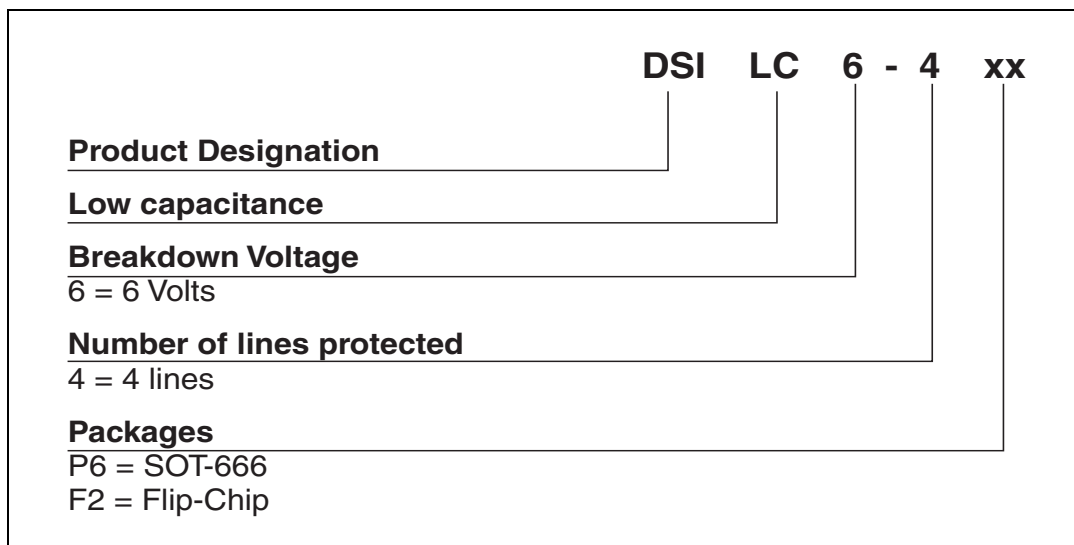 DSI LC 6 - 4 xx
Product Designation
Low capacitance
Breakdown Voltage
6 = 6 Volts
Number of lines protected
4 = 4 lines
Packages
P6 = SOT-666
F2 = Flip-Chip